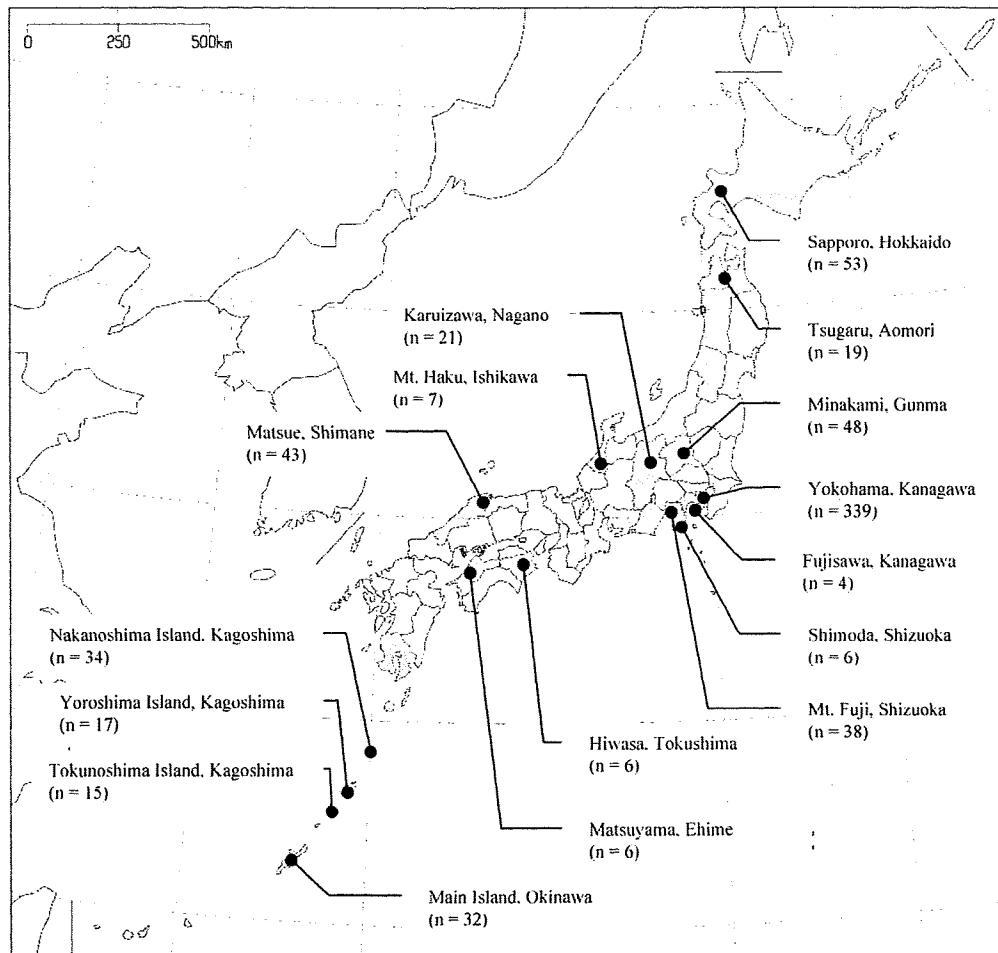 0 250 500km
Sapporo, Hokkaido
(n = 53)
Karuizawa, Nagano
(n = 21)
Tsugaru, Aomori
(n = 19)
Mt. Haku, Ishikawa
(n = 7)
Minakami, Gunma
(n = 48)
Matsue, Shimane
(n = 43)
Yokohama, Kanagawa
(n = 339)
Fujisawa, Kanagawa
(n = 4)
Nakanoshima Island, Kagoshima
(n = 34)
Shimoda, Shizuoka
(n = 6)
Yoroshima Island, Kagoshima
(n = 17)
Mt. Fuji, Shizuoka
(n = 38)
Hiwasa, Tokushima
(n = 6)
Tokunoshima Island, Kagoshima
(n = 15)
Matsuyama, Ehime
(n = 6)
Main Island, Okinawa
(n = 32)